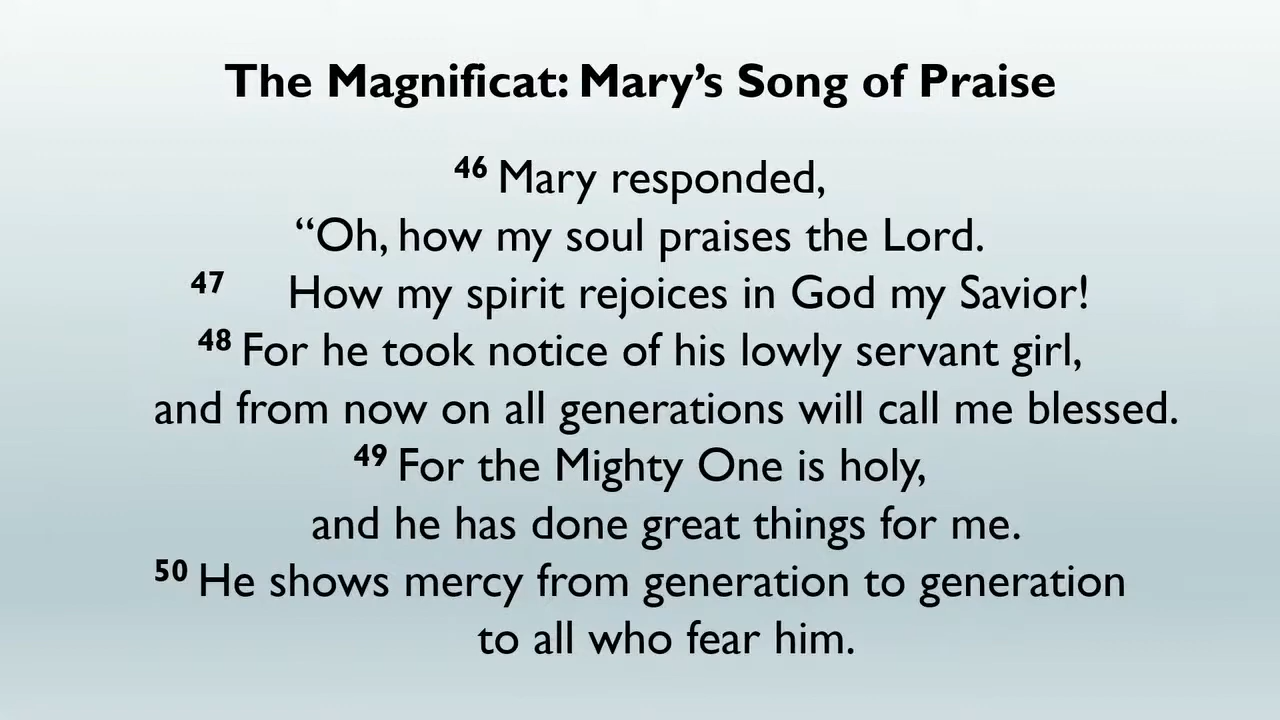 The Magnificat: Mary’s Song of Praise
46 Mary responded,
“Oh, how my soul praises the Lord.
47 How my spirit rejoices in God my Savior!
48 For he took notice of his lowly servant girl,
and from now on all generations will call me blessed.
49 For the Mighty One is holy,
and he has done great things for me.
50 He shows mercy from generation to generation
to all who fear him.